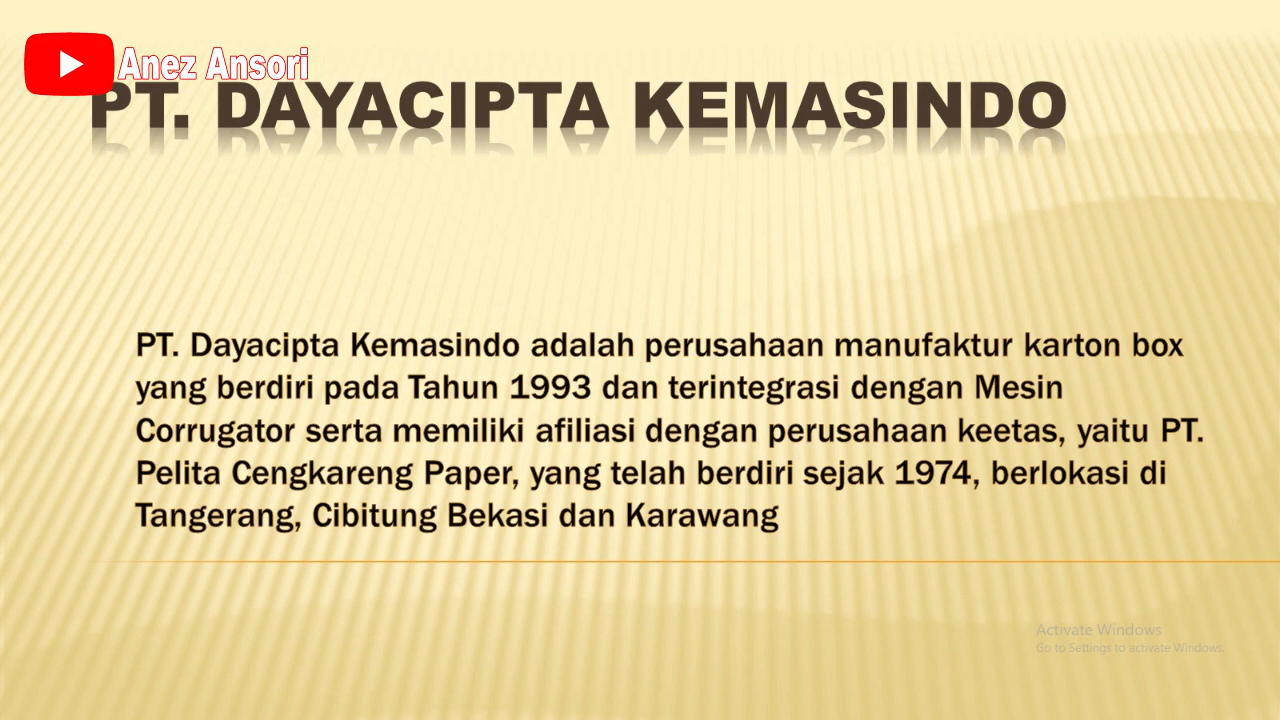 Anez Ansori
PT. DAYACIPTA KEMASINDO
PT. Dayacipta Kemasindo adalah perusahaan manufaktur karton box
yang berdiri pada Tahun 1993 dan terintegrasi dengan Mesin
Corrugator serta memiliki afiliasi dengan perusahaan keetas, yaitu PT.
Pelita Cengkareng Paper, yang telah berdiri sejak 1974, berlokasi di
Tangerang, Cibitung Bekasi dan Karawang
Activate Windows
Go to Settings to activate Windows.